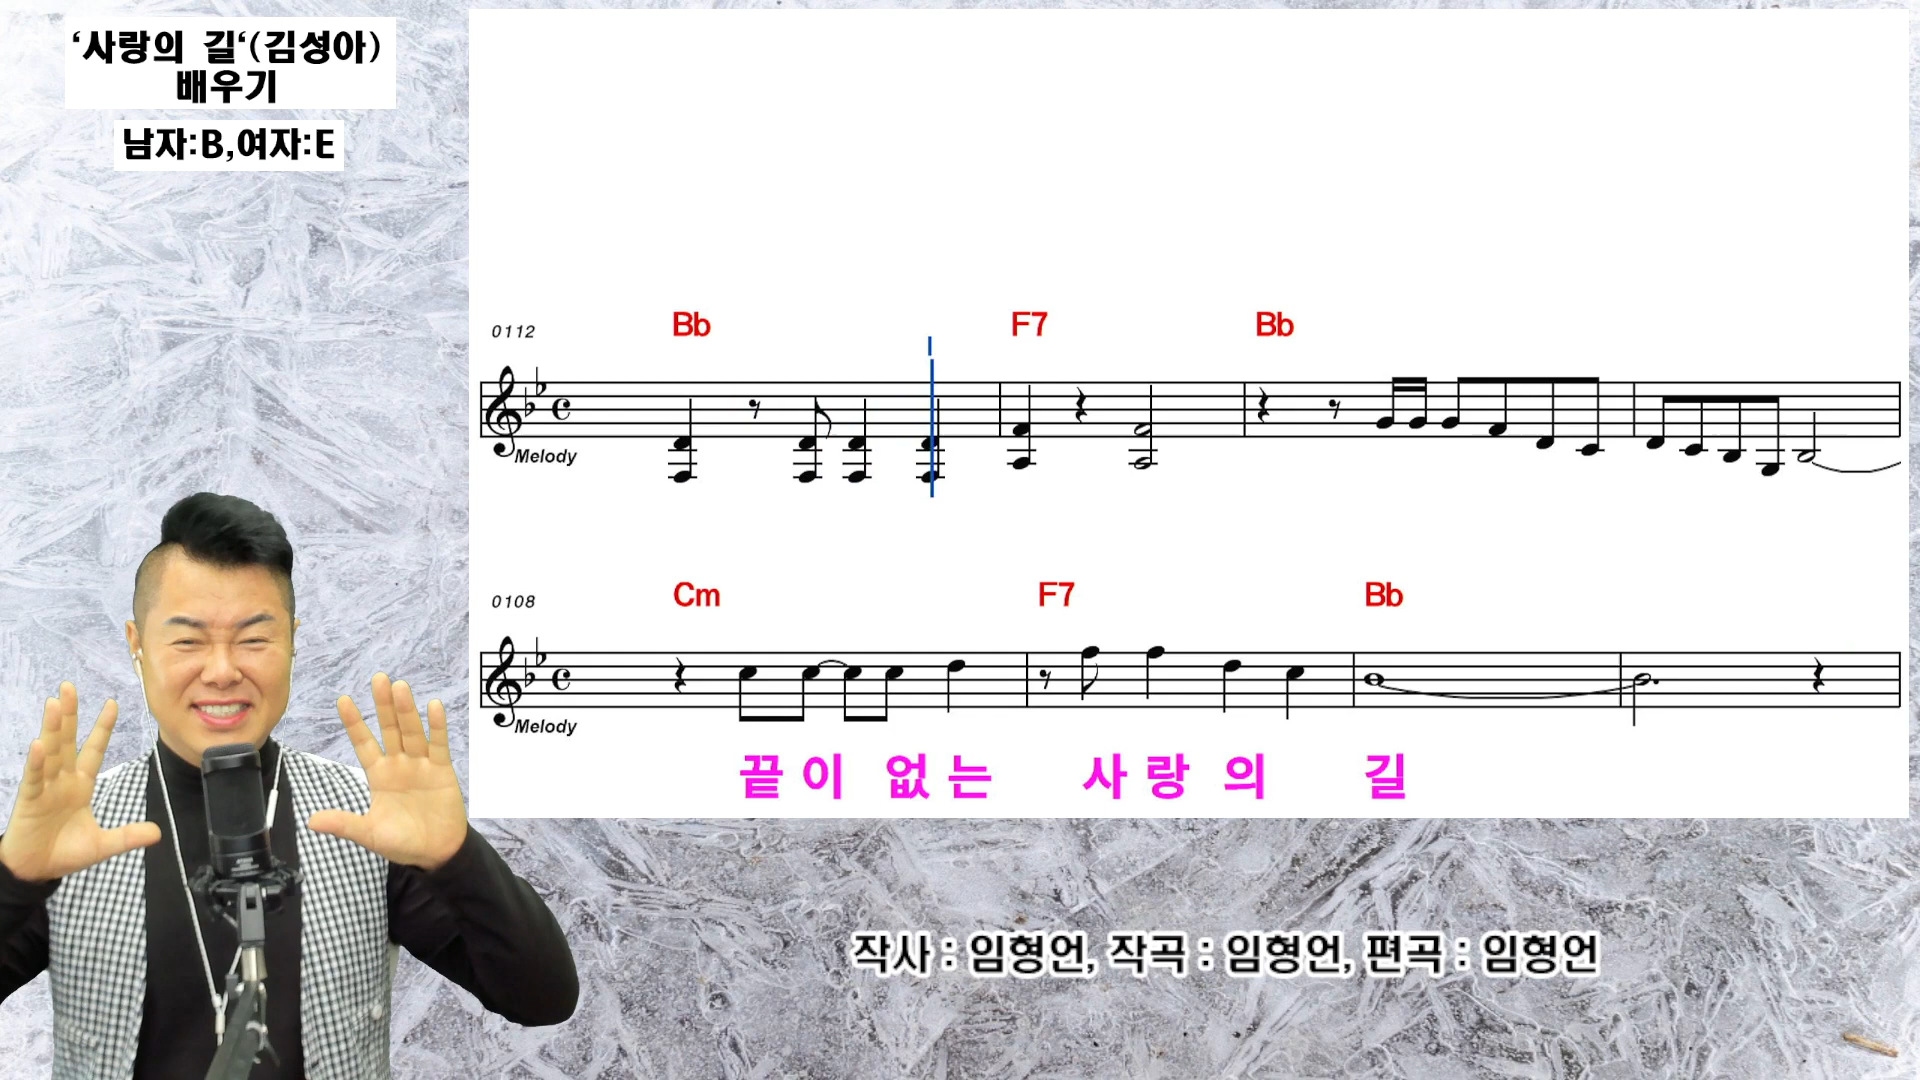 ‘사랑의 길‘(김성아)
배우기
남자:B,여자:E
Bb F7 Bb
0112
Melody
Cm F7 Bb
0108
Melody
끝이 없는 사랑의 길
작사 : 임형언, 작곡 : 임형언, 편곡 : 임형언